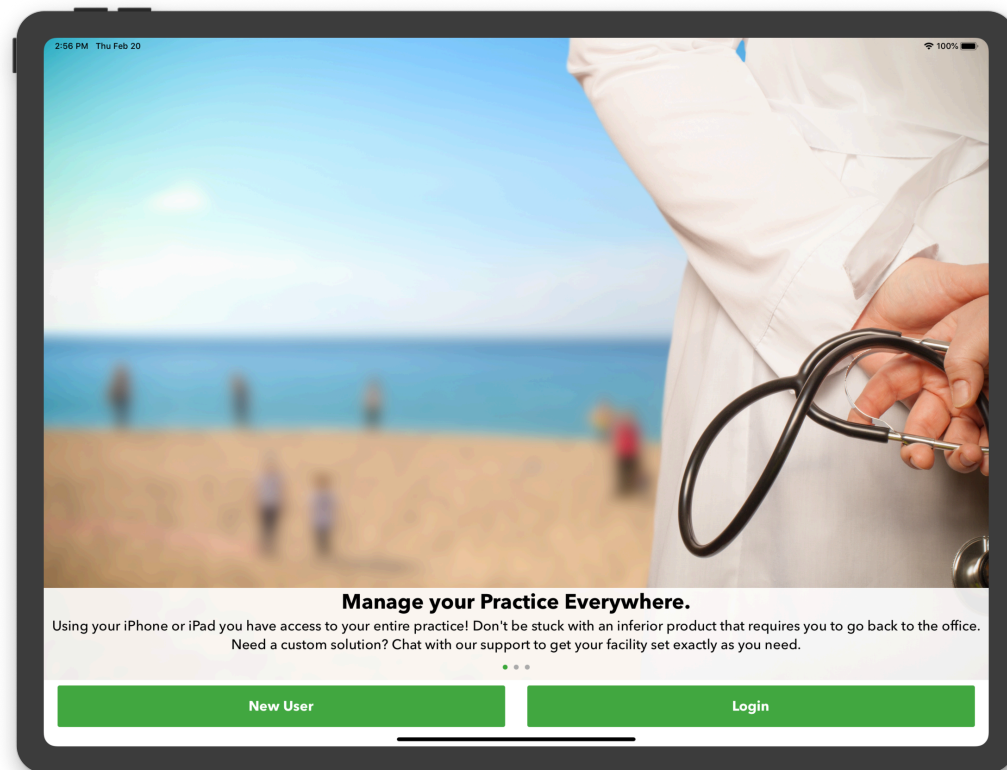 2:56 PM Thu Feb 20
100%
Manage your Practice Everywhere.
Using your iPhone or iPad you have access to your entire practice! Don't be stuck with an inferior product that requires you to go back to the office.
Need a custom solution? Chat with our support to get your facility set exactly as you need.
New User
Login